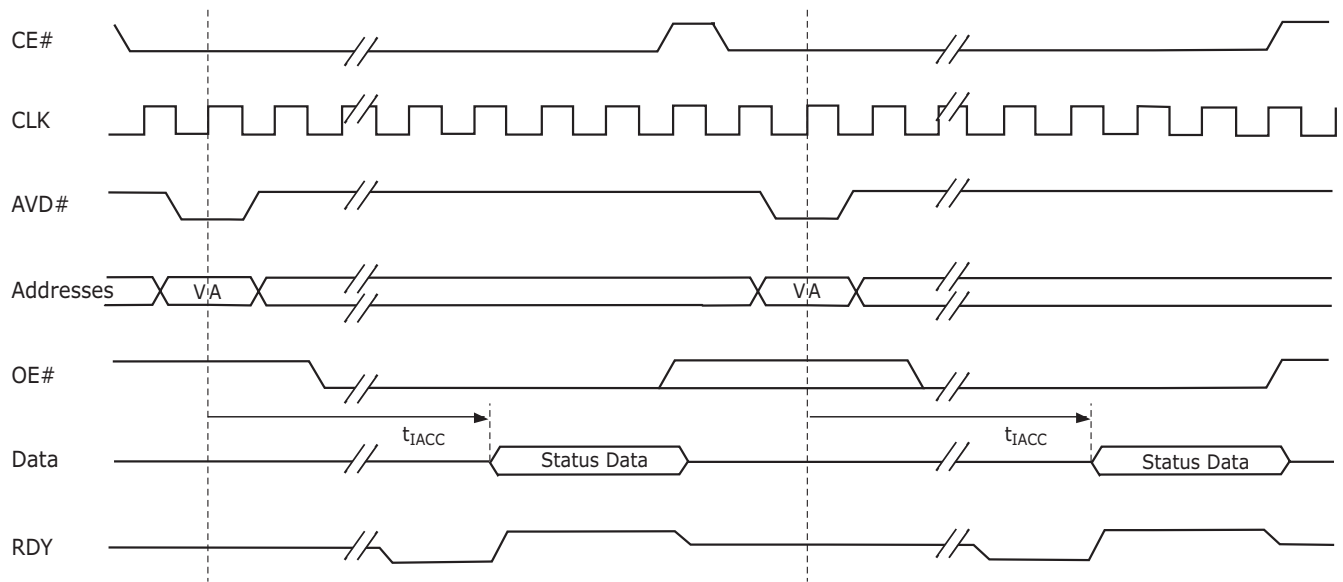 CE#
CLK
AVD#
Addresses VA VA
OE#
tIACC tIACC
Data Status Data Status Data
RDY